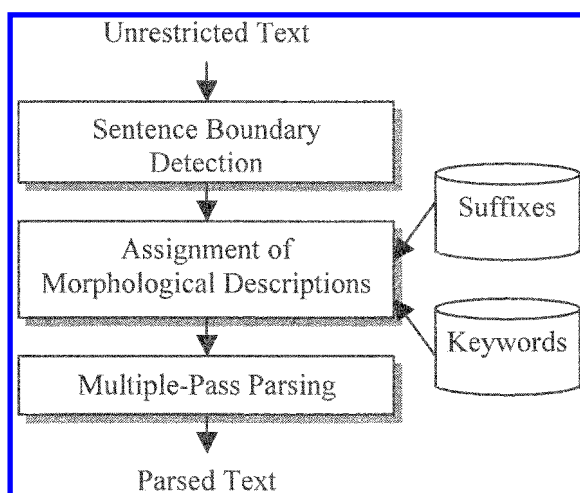 Unrestricted Text
Sentence Boundary
Detection
Suffixes
Assignment of
Morphological Descriptions
Keywords
Multiple-Pass Parsing
Parsed Text